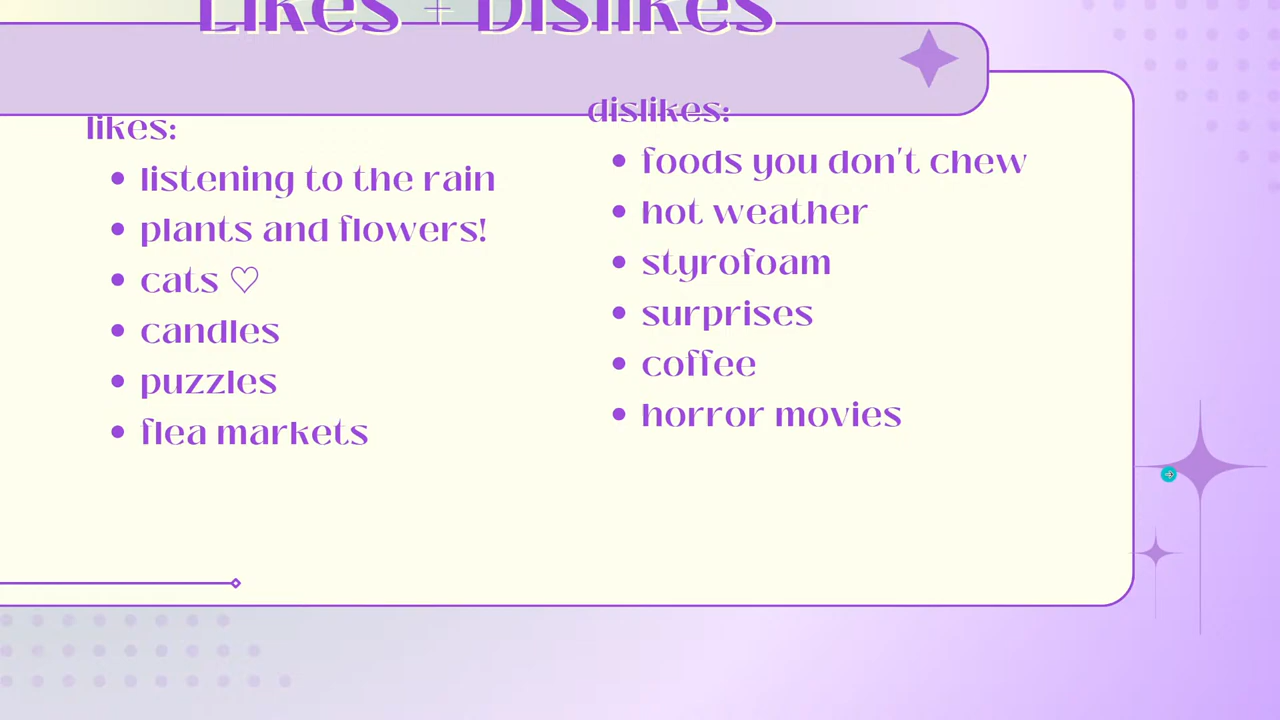 Likes + Dislikes
likes:
• listening to the rain
• plants and flowers!
• cats ♡
• candles
• puzzles
• flea markets
dislikes:
• foods you don't chew
• hot weather
• styrofoam
• surprises
• coffee
• horror movies